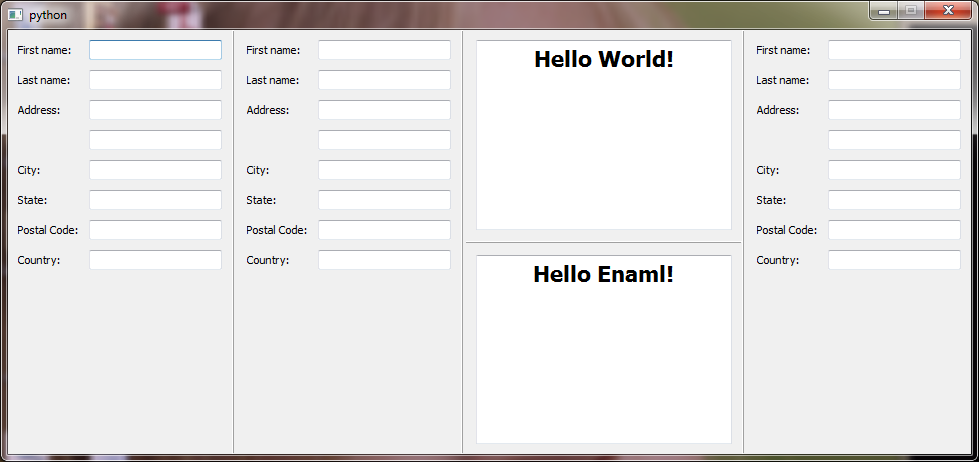 python
First name:
Last name:
Address:
City:
State:
Postal Code:
Country:
First name:
Last name:
Address:
City:
State:
Postal Code:
Country:
Hello World!
Hello Enaml!
First name:
Last name:
Address:
City:
State:
Postal Code:
Country: